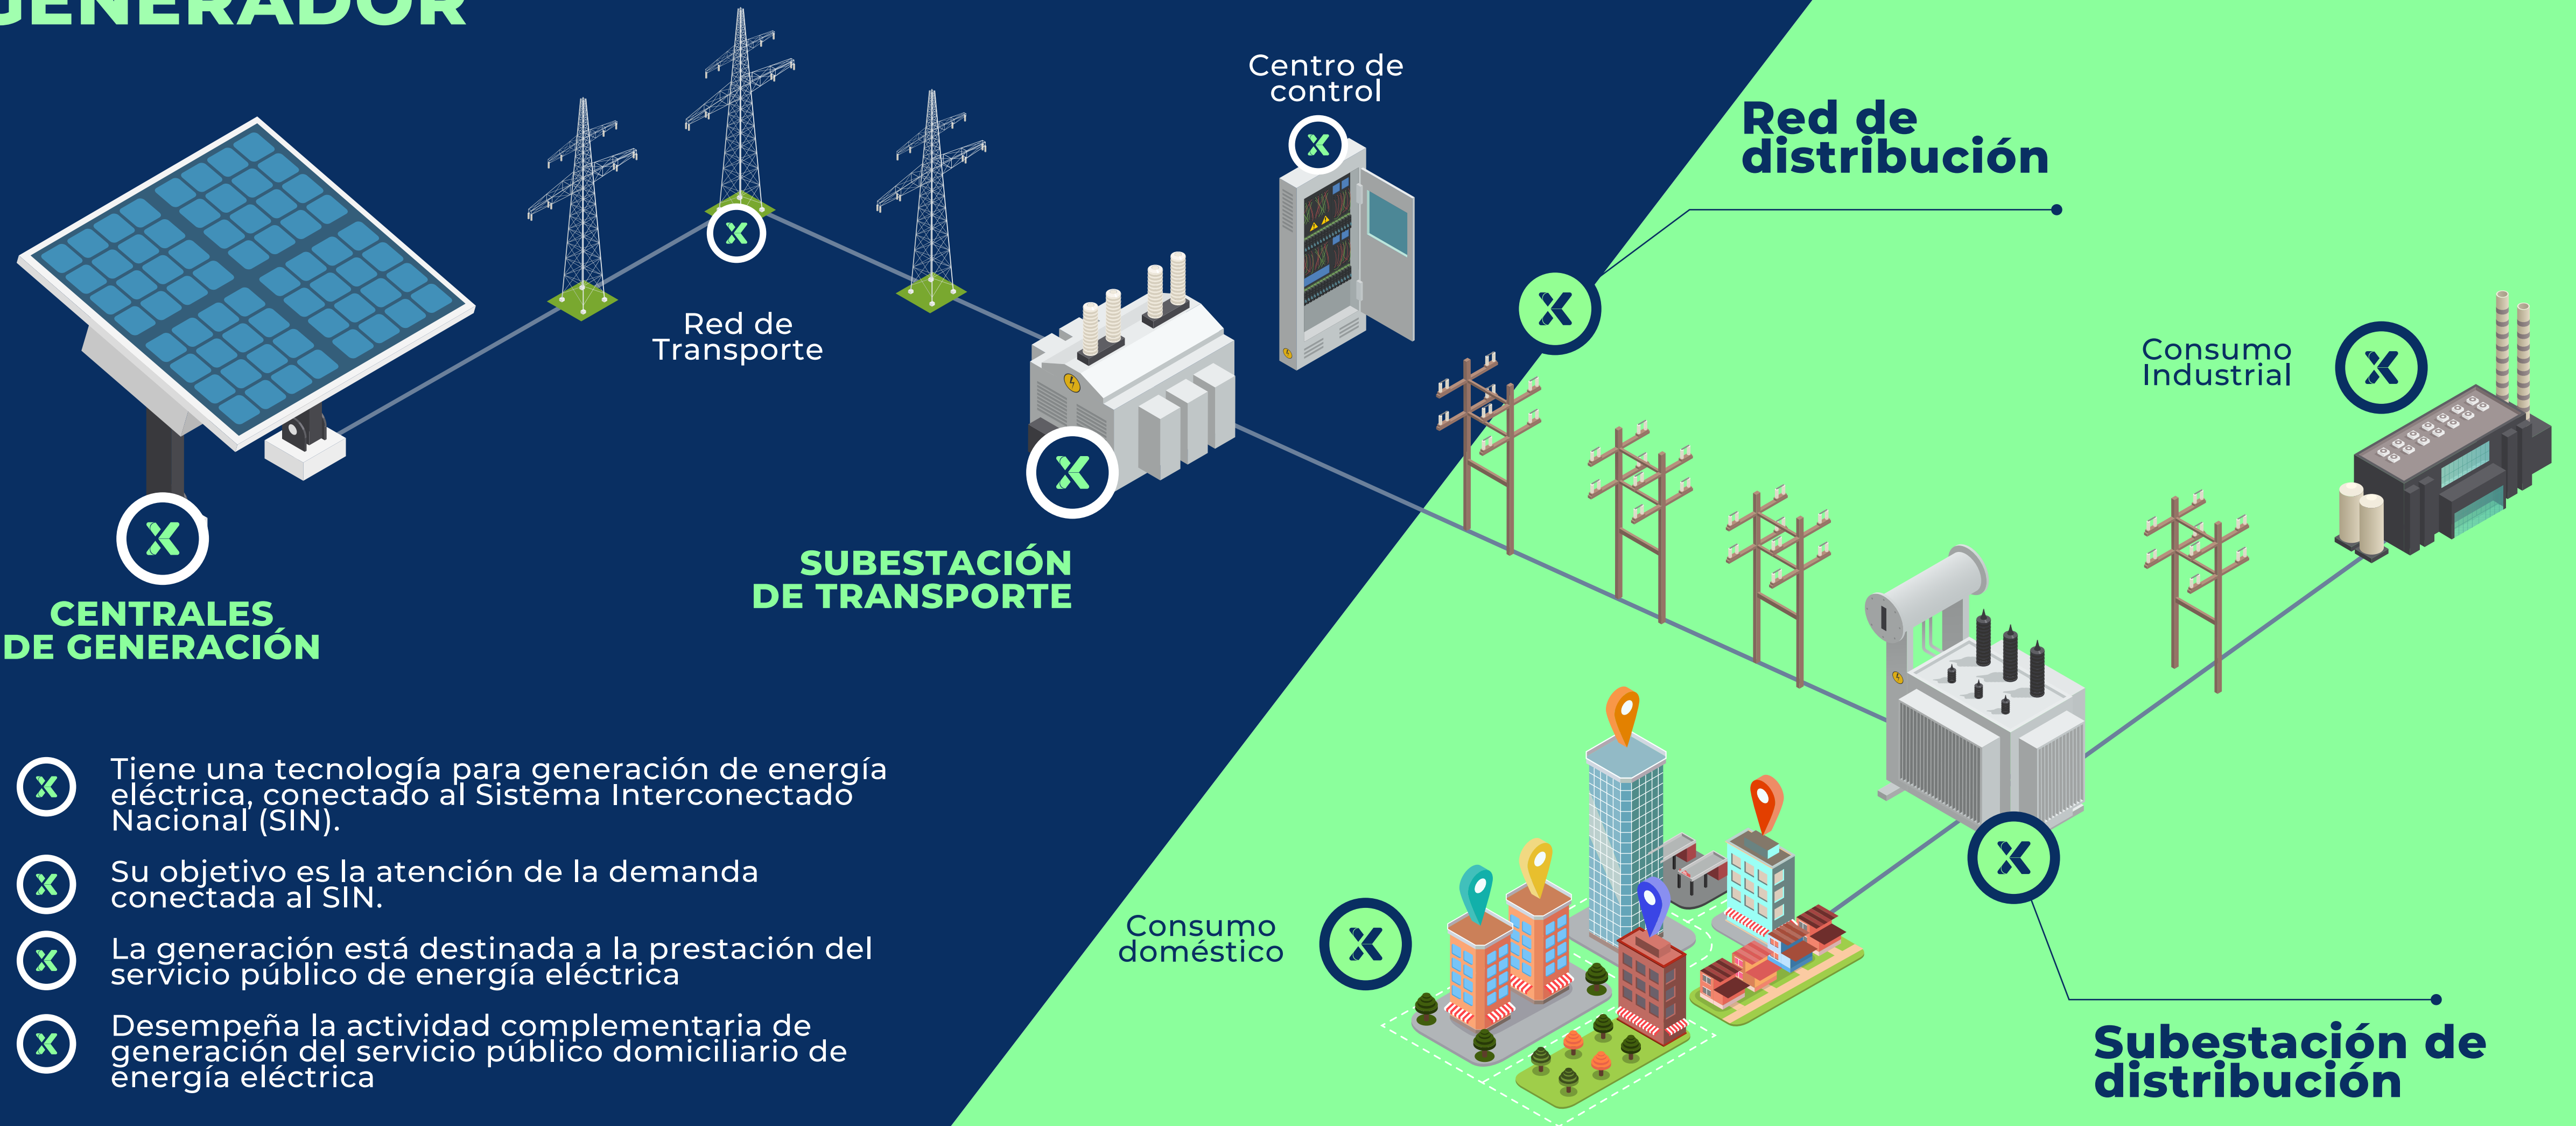 GENERADOR
Centro de
control
Red de
distribución
Red de
Transporte
Consumo
Industrial
SUBESTACIÓN
DE TRANSPORTE
CENTRALES
DE GENERACIÓN
Tiene una tecnología para generación de energía
eléctrica, conectado al Sistema Interconectado
Nacional (SIN).
Su objetivo es la atención de la demanda
conectada al SIN.
La generación está destinada a la prestación del
servicio público de energía eléctrica
Desempeña la actividad complementaria de
generación del servicio público domiciliario de
energía eléctrica
Consumo
doméstico
Subestación de
distribución